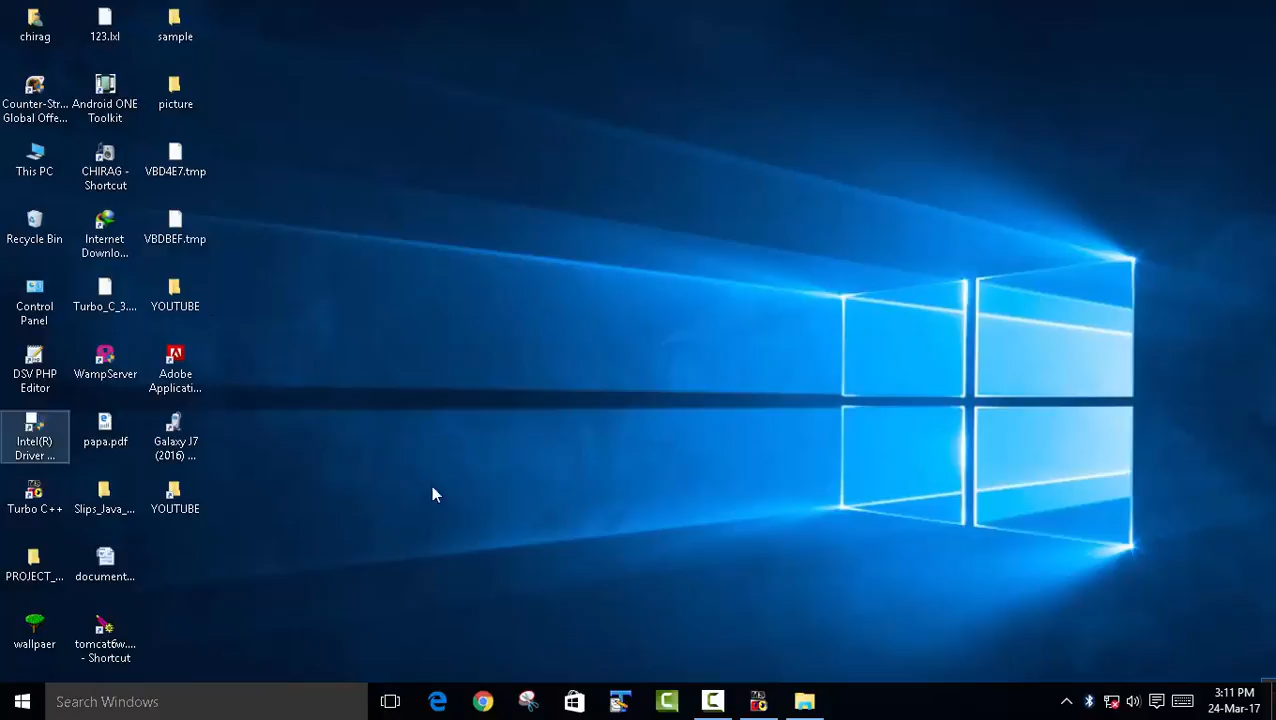 chirag
123.lxl
sample
Counter-Str...
Global Offe...
Android ONE
Toolkit
picture
This PC
CHIRAG -
Shortcut
VBD4E7.tmp
Recycle Bin
Internet
Downlo...
VBDBEF.tmp
Control
Panel
Turbo_C_3....
YOUTUBE
DSV PHP
Editor
WampServer
Adobe
Applicati...
Intel(R)
Driver ...
papa.pdf
Galaxy J7
(2016) ...
Turbo C++
Slips_Java_...
YOUTUBE
PROJECT_...
document...
wallpaer
tomcat6w....
- Shortcut
Search Windows
3:11 PM
24-Mar-17